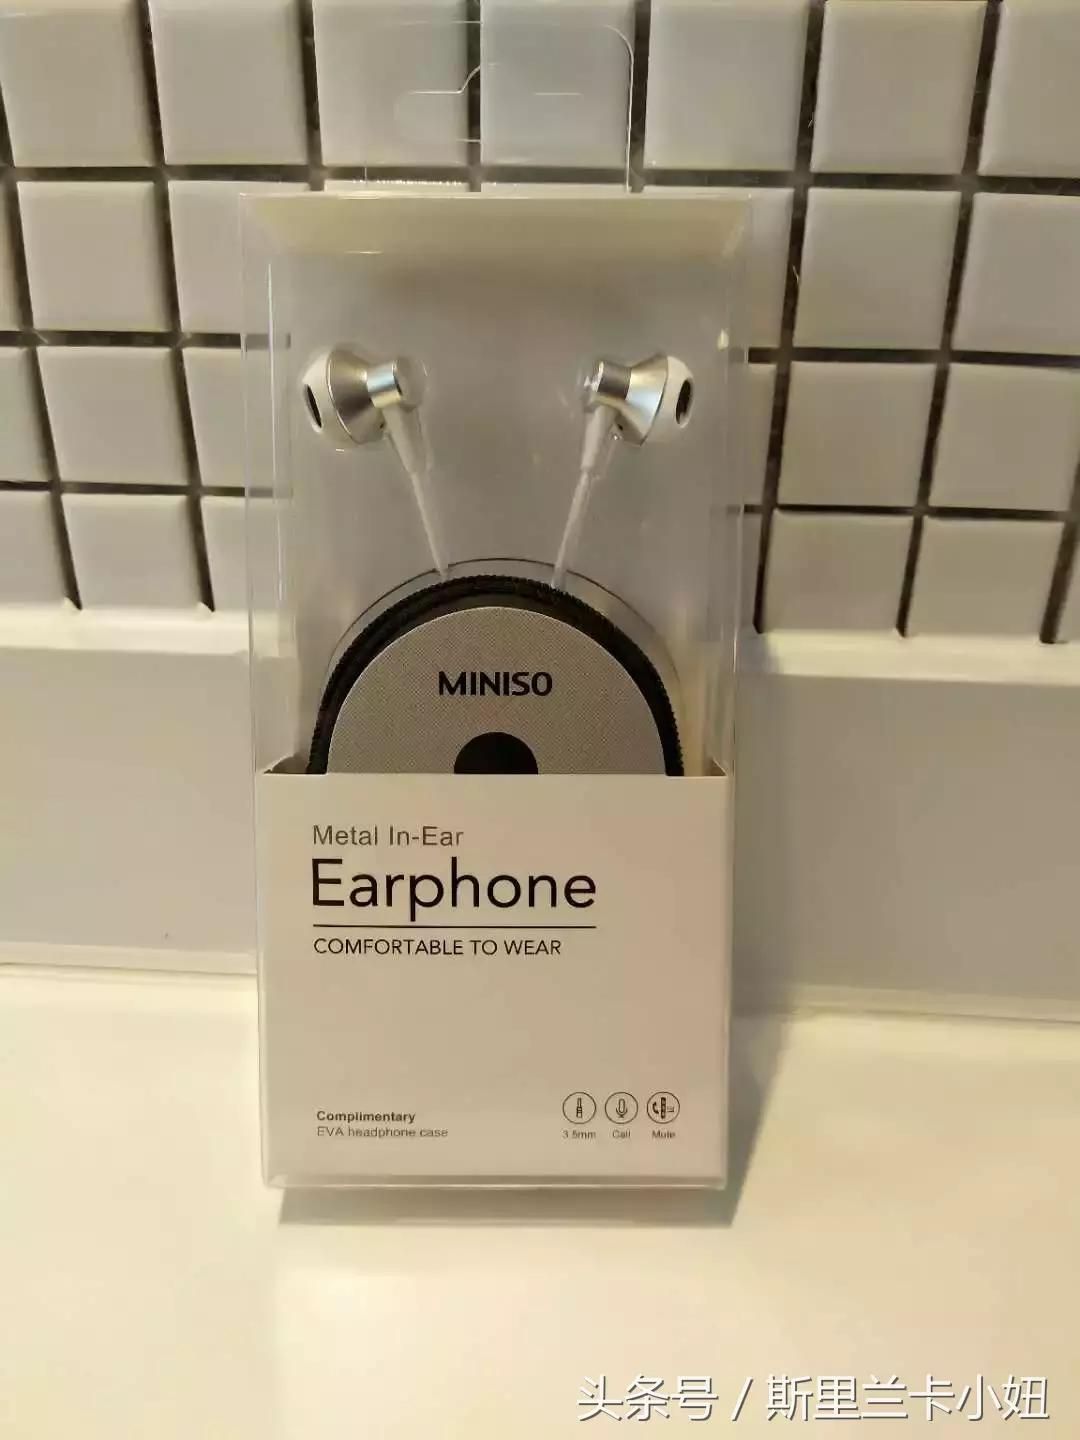 MINISO
Metal In-Ear
Earphone
COMFORTABLE TO WEAR
Complimentary
EVA headphone case
3.5mm Call Mute
头条号 / 斯里兰卡小妞